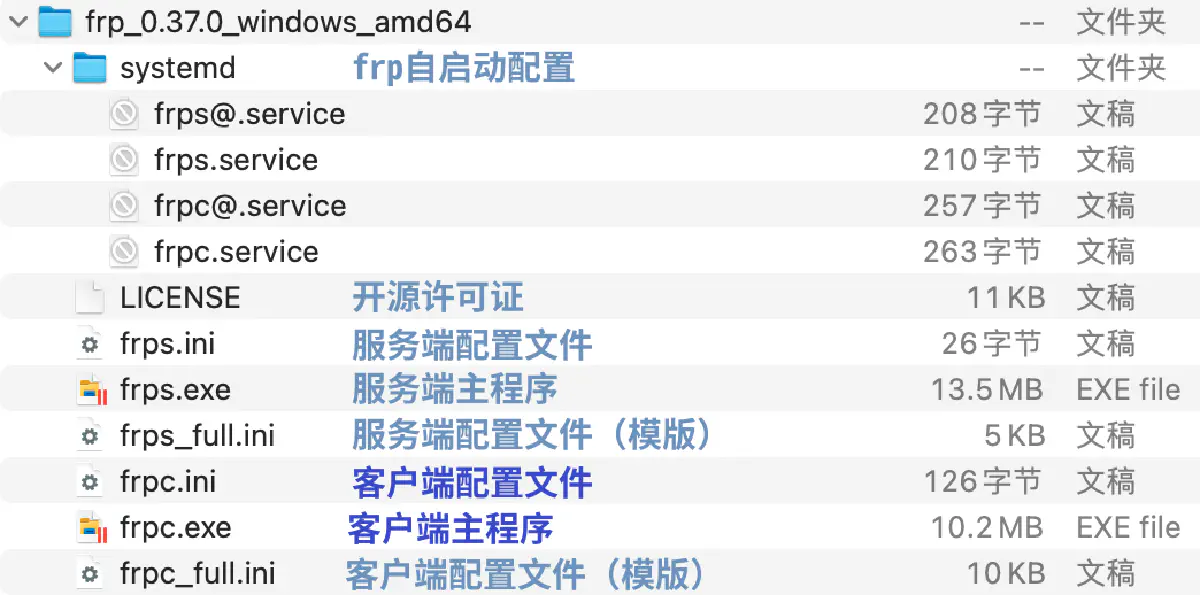 frp_0.37.0_windows_amd64 -- 文件夹
systemd frp自启动配置 -- 文件夹
frps@.service 208字节 文稿
frps.service 210字节 文稿
frpc@.service 257字节 文稿
frpc.service 263字节 文稿
LICENSE 开源许可证 11 KB 文稿
frps.ini 服务端配置文件 26字节 文稿
frps.exe 服务端主程序 13.5 MB EXE file
frps_full.ini 服务端配置文件（模版） 5 KB 文稿
frpc.ini 客户端配置文件 126字节 文稿
frpc.exe 客户端主程序 10.2 MB EXE file
frpc_full.ini 客户端配置文件（模版） 10 KB 文稿